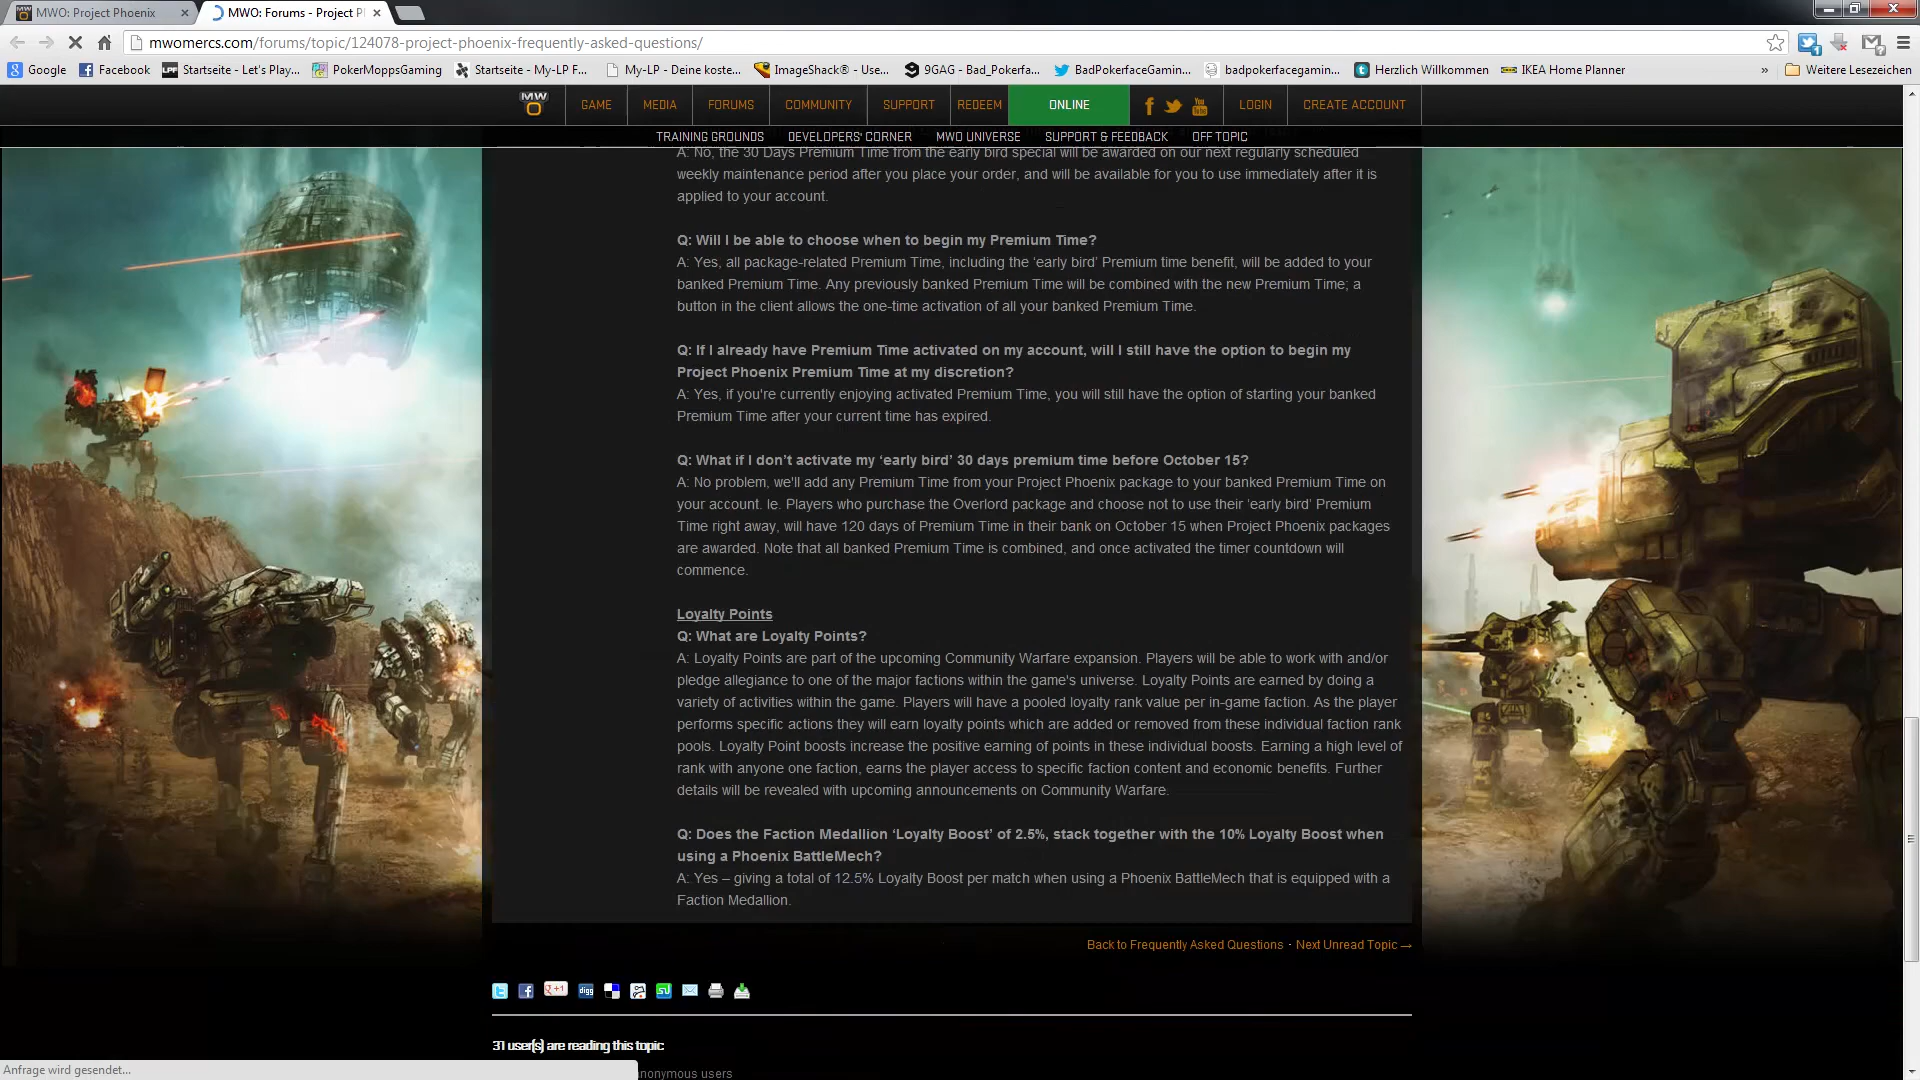 MWO: Project Phoenix
MWO: Forums - Project P
mwomercs.com/forums/topic/124078-project-phoenix-frequently-asked-questions/
Google
Facebook
Startseite - Let's Play...
PokerMoppsGaming
Startseite - My-LP F...
My-LP - Deine koste...
ImageShack® - Use...
9GAG - Bad_Pokerfa...
BadPokerfaceGamin...
badpokerfacegamin...
Herzlich Willkommen
IKEA Home Planner
»
Weitere Lesezeichen
MW
GAME
MEDIA
FORUMS
COMMUNITY
SUPPORT
REDEEM
ONLINE
LOGIN
CREATE ACCOUNT
TRAINING GROUNDS
DEVELOPERS' CORNER
MWO UNIVERSE
SUPPORT & FEEDBACK
OFF TOPIC
A: No, the 30 Days Premium Time from the early bird special will be awarded on our next regularly scheduled
weekly maintenance period after you place your order, and will be available for you to use immediately after it is
applied to your account.
Q: Will I be able to choose when to begin my Premium Time?
A: Yes, all package-related Premium Time, including the ‘early bird’ Premium time benefit, will be added to your
banked Premium Time. Any previously banked Premium Time will be combined with the new Premium Time; a
button in the client allows the one-time activation of all your banked Premium Time.
Q: If I already have Premium Time activated on my account, will I still have the option to begin my
Project Phoenix Premium Time at my discretion?
A: Yes, if you're currently enjoying activated Premium Time, you will still have the option of starting your banked
Premium Time after your current time has expired.
Q: What if I don’t activate my ‘early bird’ 30 days premium time before October 15?
A: No problem, we'll add any Premium Time from your Project Phoenix package to your banked Premium Time on
your account. Ie. Players who purchase the Overlord package and choose not to use their ‘early bird’ Premium
Time right away, will have 120 days of Premium Time in their bank on October 15 when Project Phoenix packages
are awarded. Note that all banked Premium Time is combined, and once activated the timer countdown will
commence.
Loyalty Points
Q: What are Loyalty Points?
A: Loyalty Points are part of the upcoming Community Warfare expansion. Players will be able to work with and/or
pledge allegiance to one of the major factions within the game's universe. Loyalty Points are earned by doing a
variety of activities within the game. Players will have a pooled loyalty rank value per in-game faction. As the player
performs specific actions they will earn loyalty points which are added or removed from these individual faction rank
pools. Loyalty Point boosts increase the positive earning of points in these individual boosts. Earning a high level of
rank with anyone one faction, earns the player access to specific faction content and economic benefits. Further
details will be revealed with upcoming announcements on Community Warfare.
Q: Does the Faction Medallion ‘Loyalty Boost’ of 2.5%, stack together with the 10% Loyalty Boost when
using a Phoenix BattleMech?
A: Yes – giving a total of 12.5% Loyalty Boost per match when using a Phoenix BattleMech that is equipped with a
Faction Medallion.
Back to Frequently Asked Questions · Next Unread Topic →
+1
digg
31 user(s) are reading this topic
anonymous users
Anfrage wird gesendet...